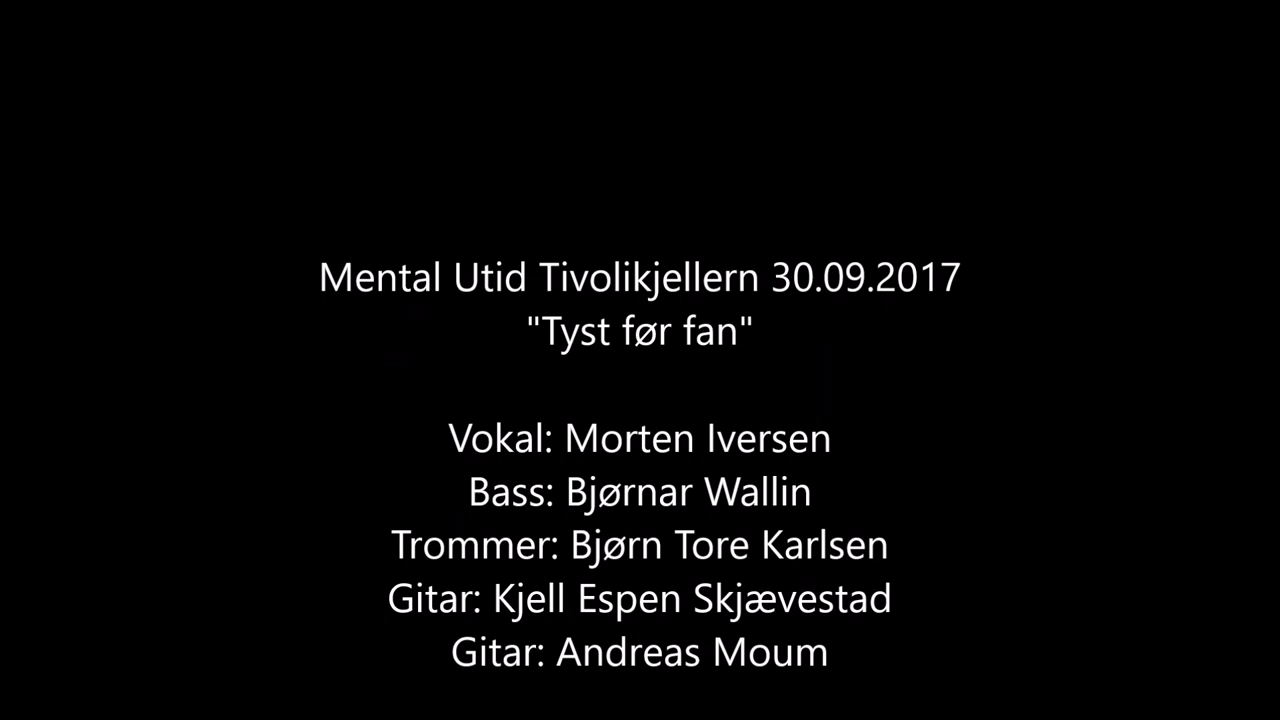 Mental Utid Tivolikjellern 30.09.2017
"Tyst før fan"
Vokal: Morten Iversen
Bass: Bjørnar Wallin
Trommer: Bjørn Tore Karlsen
Gitar: Kjell Espen Skjævestad
Gitar: Andreas Moum